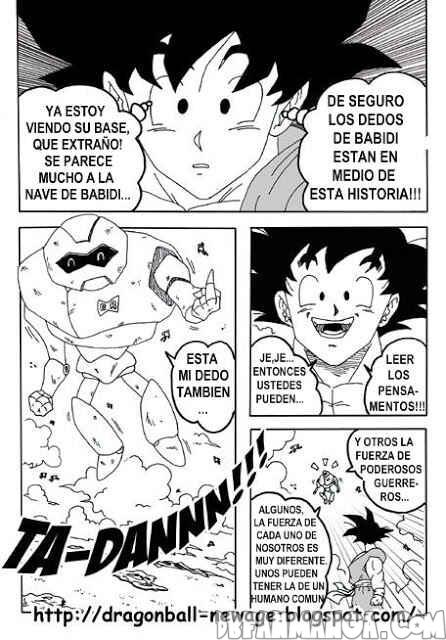 YA ESTOY
VIENDO SU BASE,
QUE EXTRAÑO!
SE PARECE
MUCHO A LA
NAVE DE BABIDI...
DE SEGURO
LOS DEDOS
DE BABIDI
ESTAN EN
MEDIO DE
ESTA HISTORIA!!!
ESTA
MI DEDO
TAMBIEN
...
JE,JE...
ENTONCES
USTEDES
PUEDEN...
LEER
LOS
PENSA-
MIENTOS!!!
TA-DANNN!!!
Y OTROS LA
FUERZA DE
PODEROSOS
GUERRE-
ROS...
ALGUNOS,
LA FUERZA DE
CADA UNO DE
NOSOTROS ES
MUY DIFERENTE.
UNOS PUEDEN
TENER LA DE UN
HUMANO COMUN
http://dragonball-newage.blogspot.com/